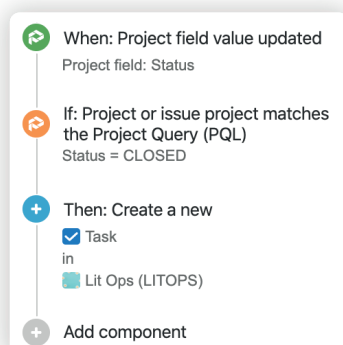 When: Project field value updated
Project field: Status
If: Project or issue project matches
the Project Query (PQL)
Status = CLOSED
Then: Create a new
Task
in
Lit Ops (LITOPS)
Add component